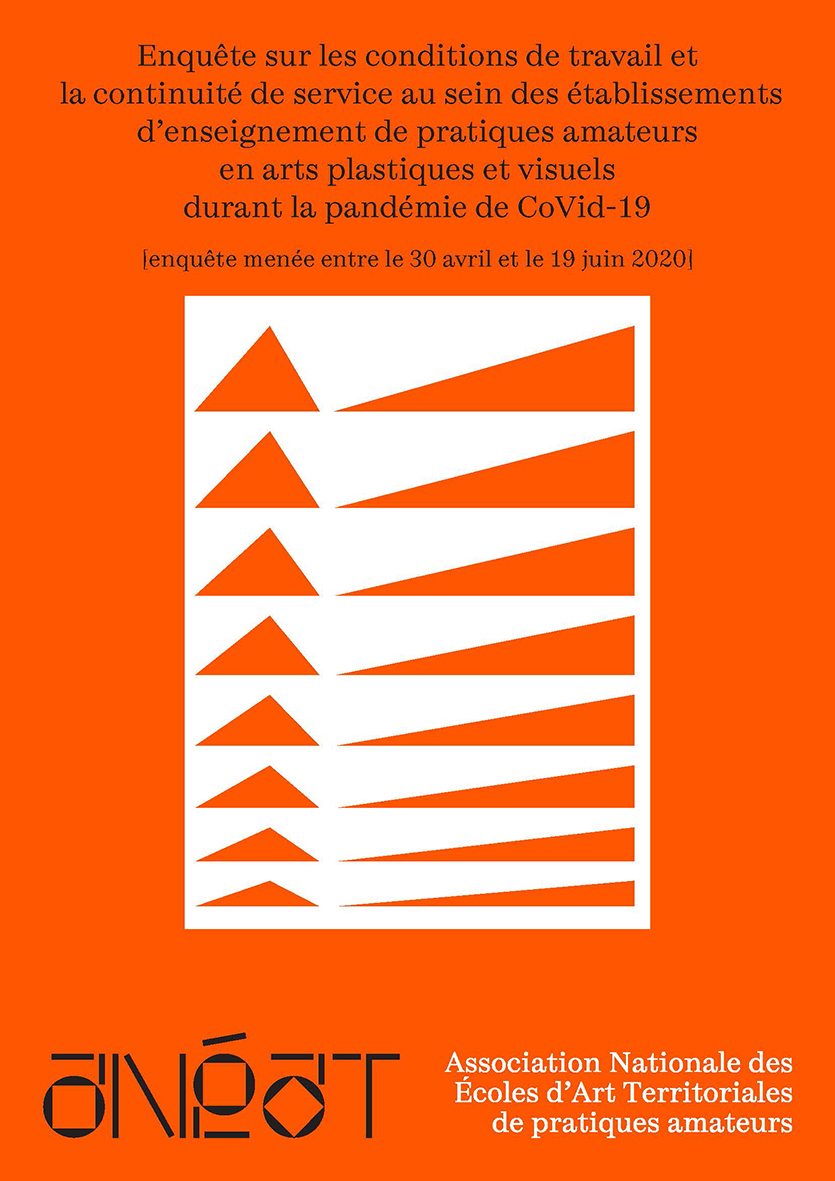 Enquête sur les conditions de travail et
la continuité de service au sein des établissements
d'enseignement de pratiques amateurs
en arts plastiques et visuels
durant la pandémie de CoVid-19
[enquête menée entre le 30 avril et le 19 juin 2020]
aNéaT
Association Nationale des
Écoles d'Art Territoriales
de pratiques amateurs